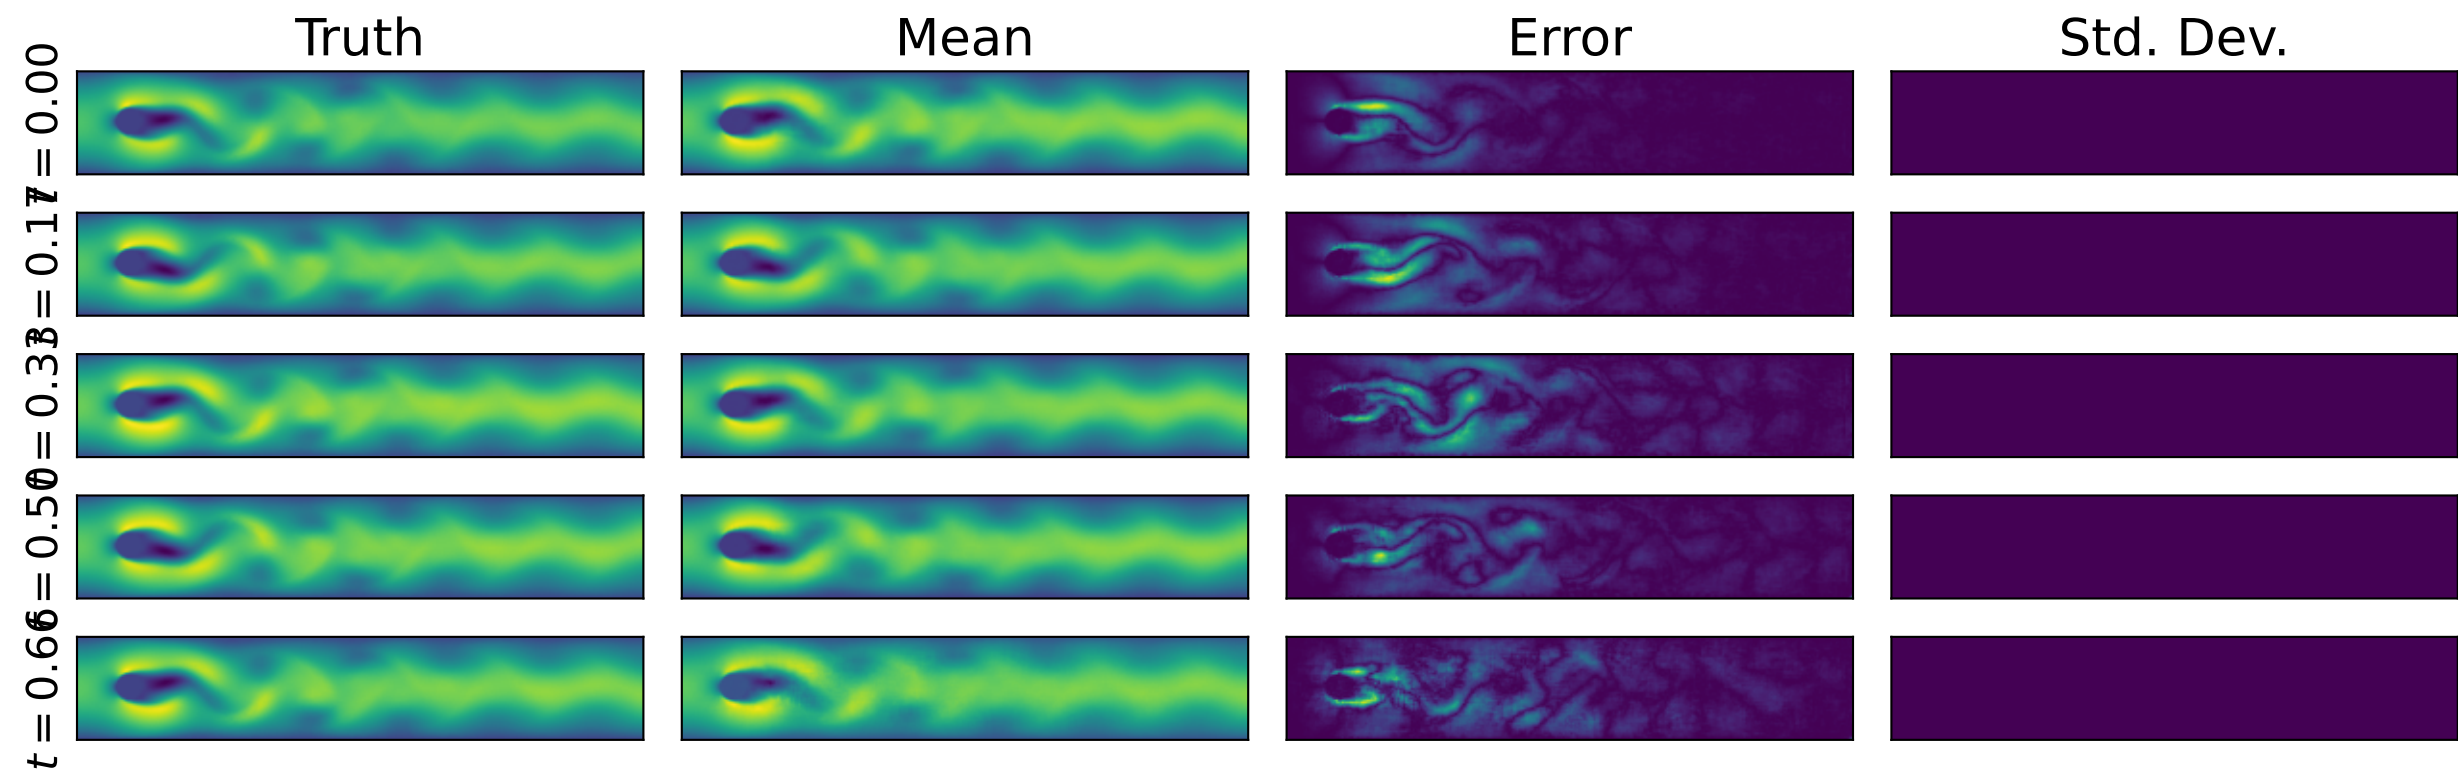 Truth Mean Error Std. Dev.
t = 0.00
t = 0.17
t = 0.33
t = 0.50
t = 0.66